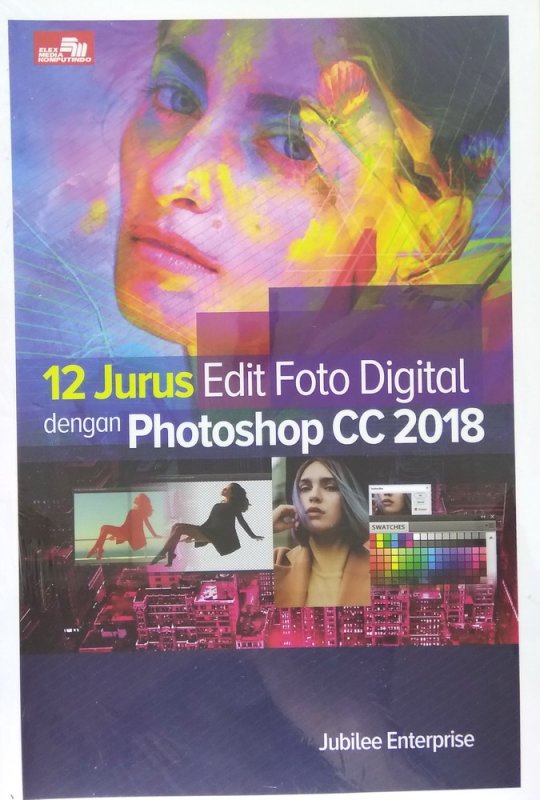 ELEX
MEDIA
KOMPUTINDO
12 Jurus Edit Foto Digital
dengan Photoshop CC 2018
SWATCHES
Jubilee Enterprise